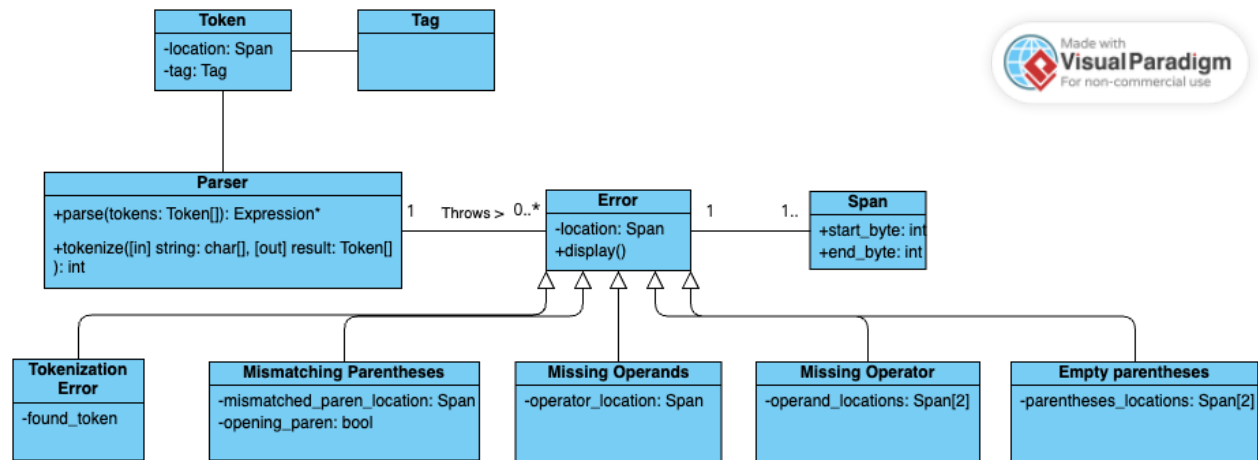 Token
-location: Span
-tag: Tag
Tag
Made with
Visual Paradigm
For non-commercial use
Parser
+parse(tokens: Token[]): Expression*
+tokenize([in] string: char[], [out] result: Token[]
): int
1
Throws >
0..*
Error
-location: Span
+display()
1
1..
Span
+start_byte: int
+end_byte: int
Tokenization
Error
-found_token
Mismatching Parentheses
-mismatched_paren_location: Span
-opening_paren: bool
Missing Operands
-operator_location: Span
Missing Operator
-operand_locations: Span[2]
Empty parentheses
-parentheses_locations: Span[2]